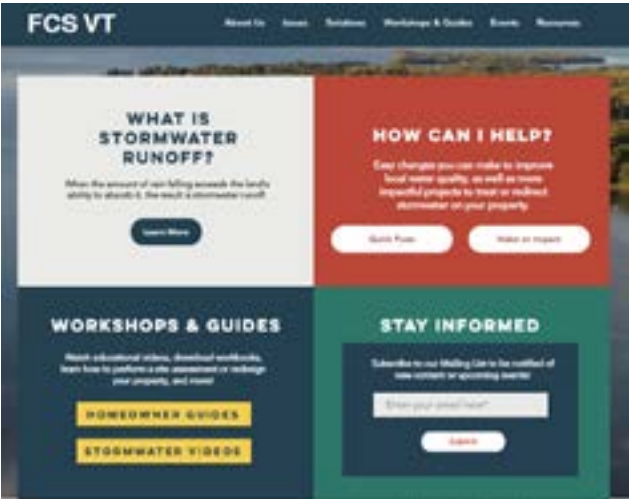 FCS VT
About Us Issues Solutions Workshops & Guides Events Resources
WHAT IS
STORMWATER
RUNOFF?
When the amount of rain falling exceeds the land's
ability to absorb it, the result is stormwater runoff.
Learn More
HOW CAN I HELP?
Easy changes you can make to improve
local water quality, as well as more
impactful projects to treat or redirect
stormwater on your property.
Quick Fixes
Make an Impact
WORKSHOPS & GUIDES
Watch educational videos, download workbooks,
learn how to perform a site assessment or redesign
your property, and more!
HOMEOWNER GUIDES
STORMWATER VIDEOS
STAY INFORMED
Subscribe to our Mailing List to be notified of
new content or upcoming events!
Enter your email here*